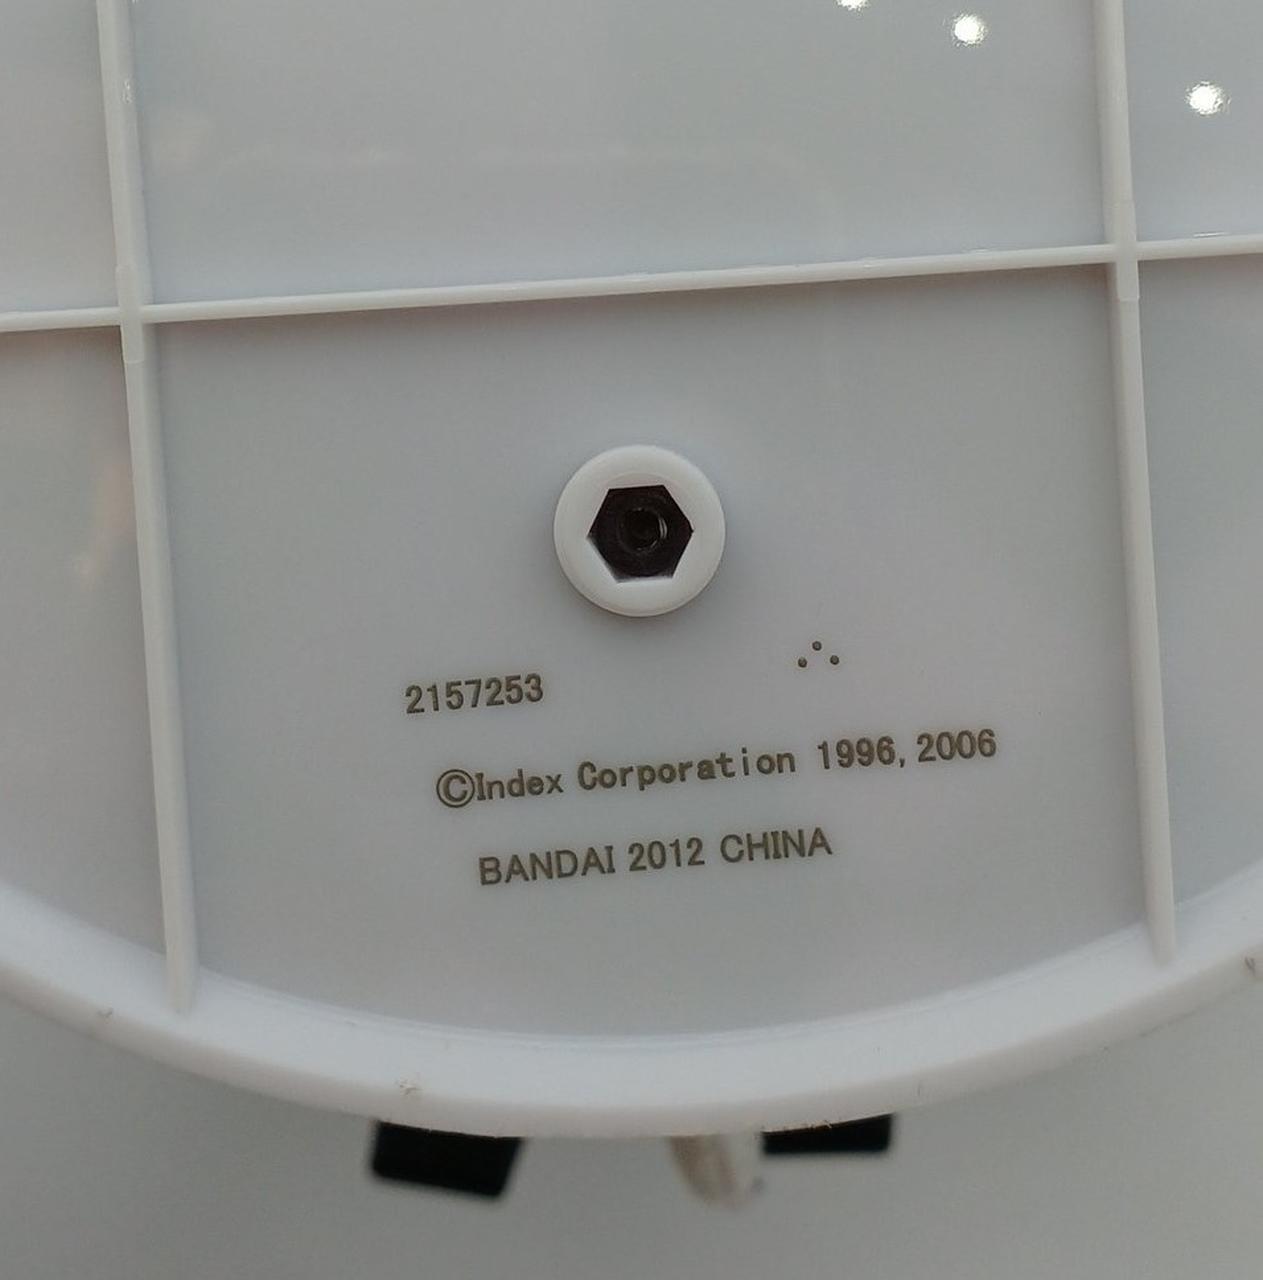 2157253
©Index Corporation 1996, 2006
BANDAI 2012 CHINA